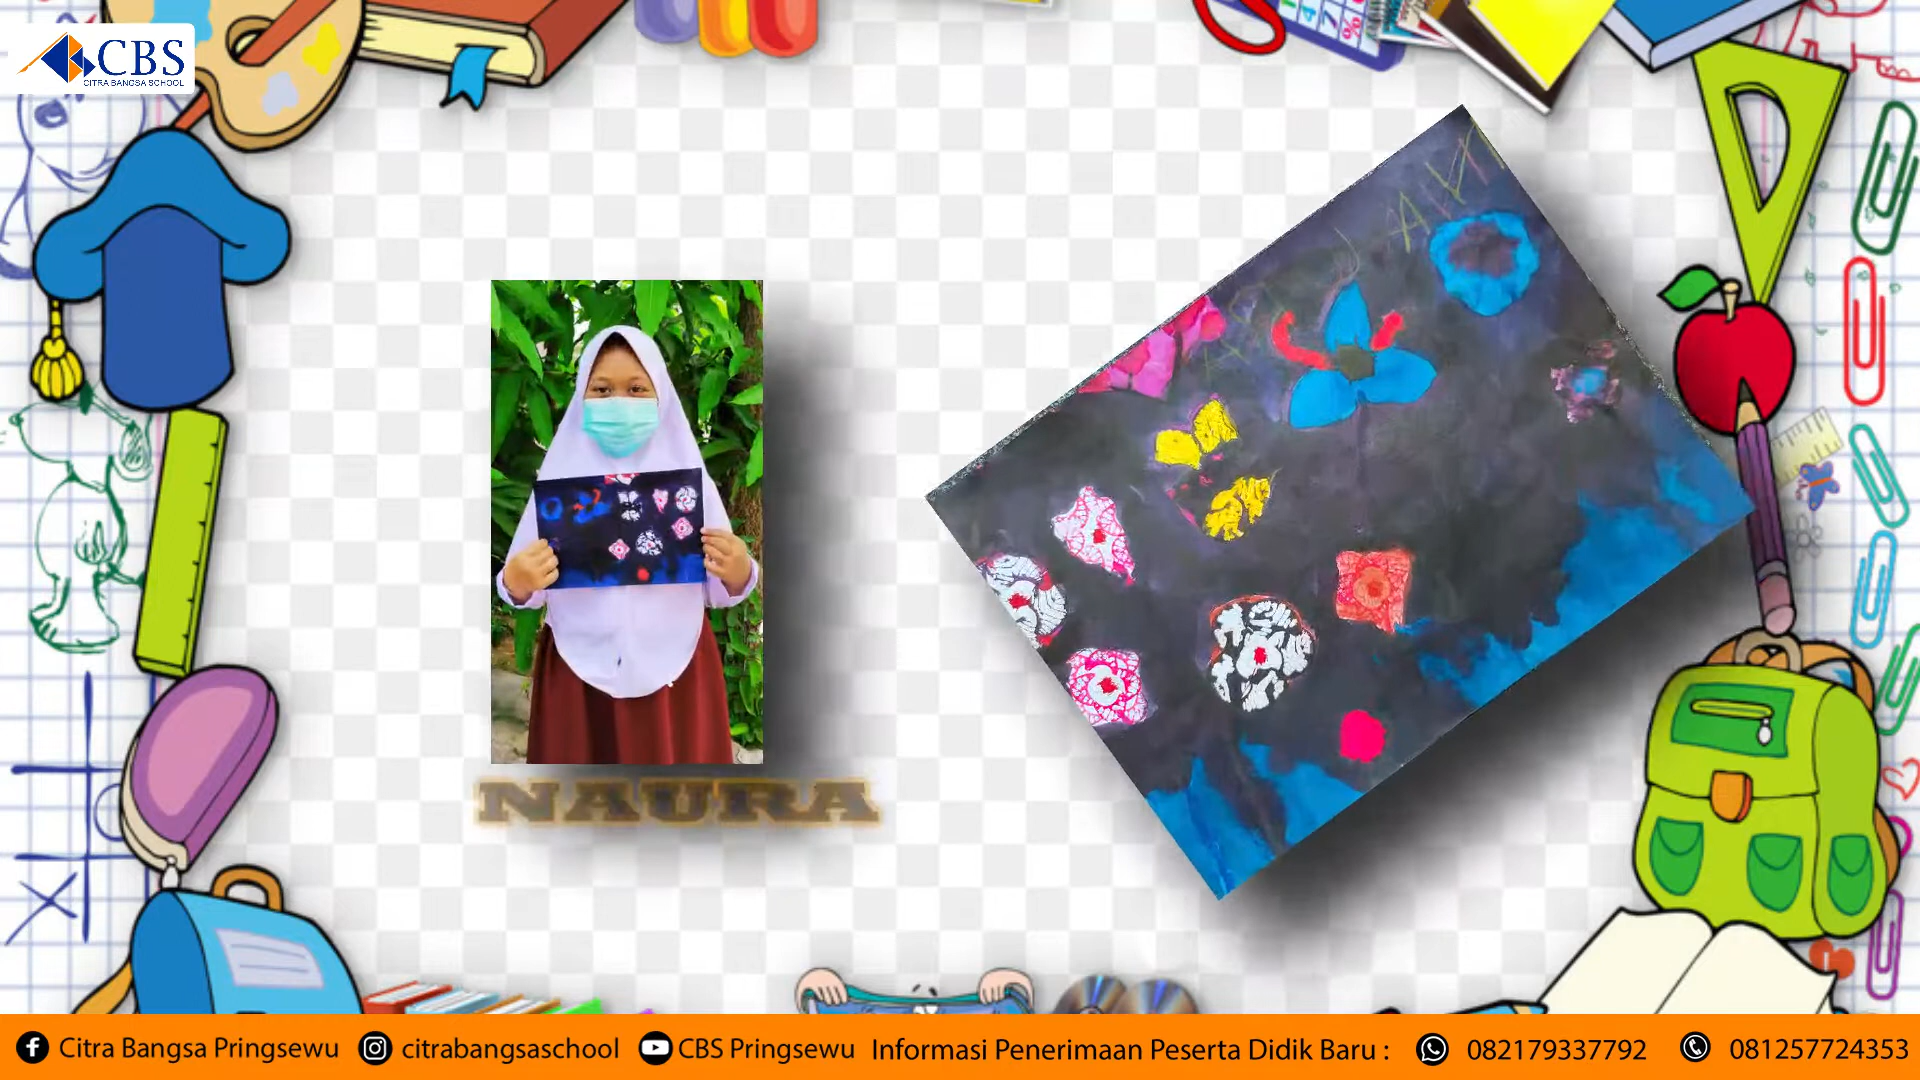 CBS
CITRA BANGSA SCHOOL
NAURA
Citra Bangsa Pringsewu
citrabangsaschool
CBS Pringsewu
Informasi Penerimaan Peserta Didik Baru :
082179337792
081257724353